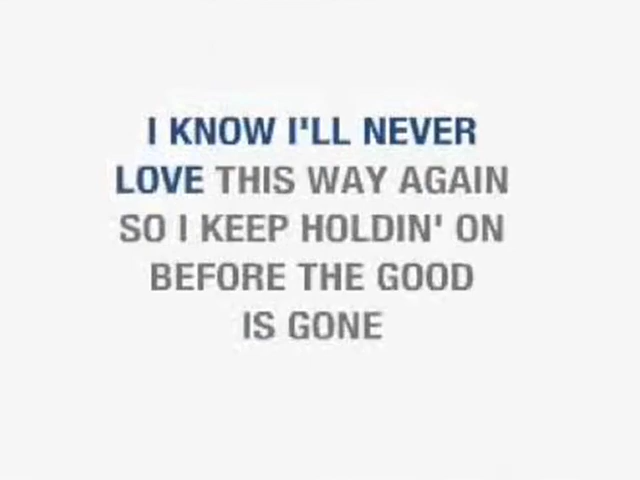 I KNOW I'LL NEVER
LOVE THIS WAY AGAIN
SO I KEEP HOLDIN' ON
BEFORE THE GOOD
IS GONE